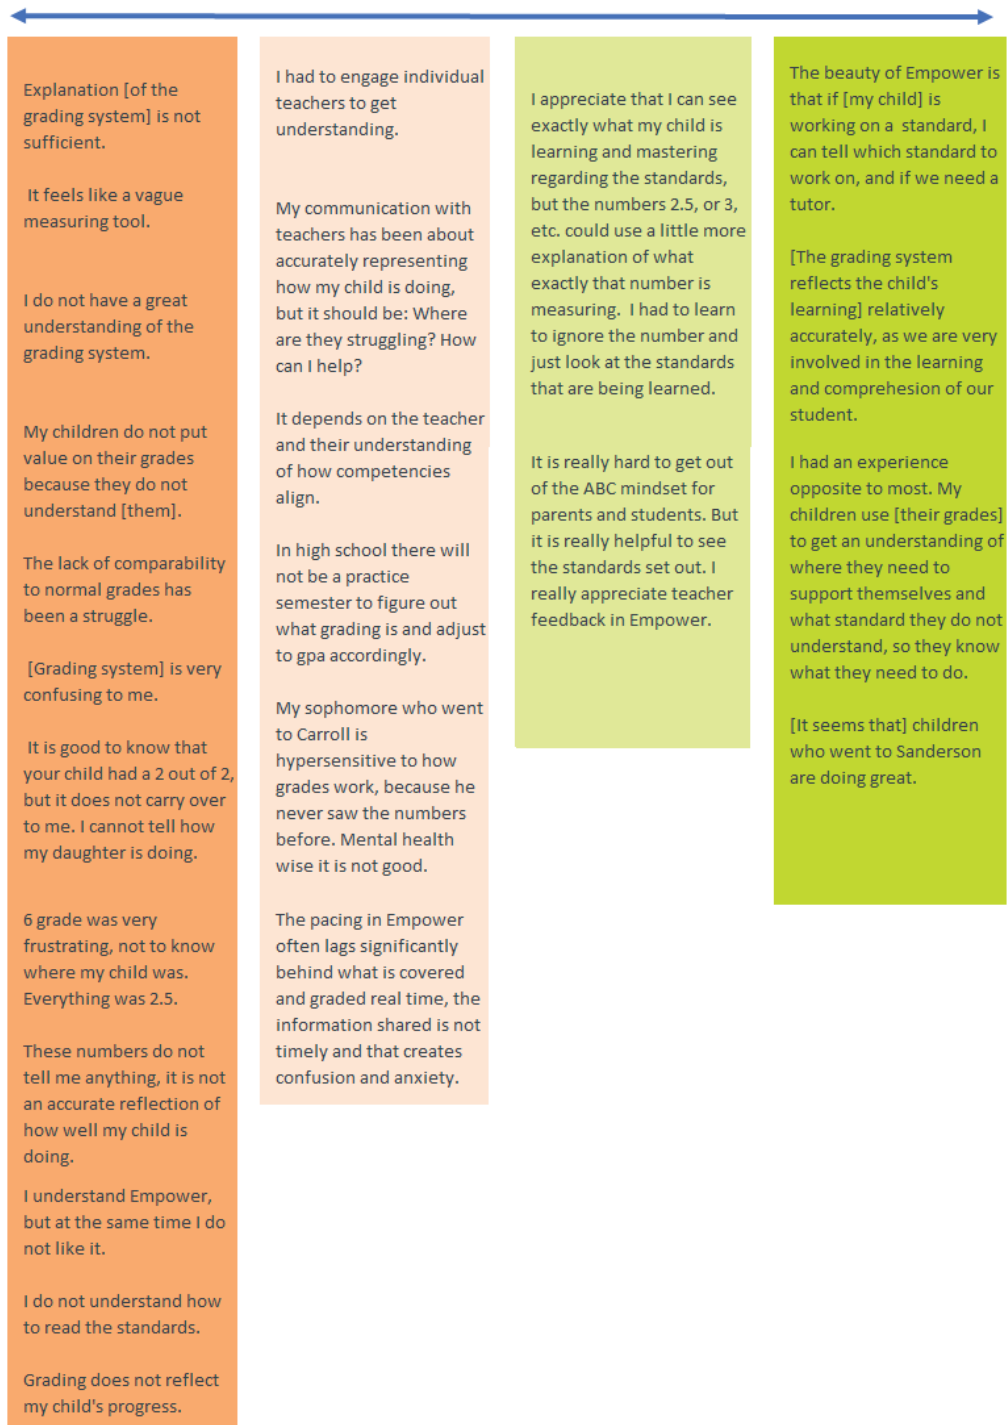 Explanation [of the
grading system] is not
sufficient.
It feels like a vague
measuring tool.
I do not have a great
understanding of the
grading system.
My children do not put
value on their grades
because they do not
understand [them].
The lack of comparability
to normal grades has
been a struggle.
[Grading system] is very
confusing to me.
It is good to know that
your child had a 2 out of 2,
but it does not carry over
to me. I cannot tell how
my daughter is doing.
6 grade was very
frustrating, not to know
where my child was.
Everything was 2.5.
These numbers do not
tell me anything, it is not
an accurate reflection of
how well my child is
doing.
I understand Empower,
but at the same time I do
not like it.
I do not understand how
to read the standards.
Grading does not reflect
my child's progress.
I had to engage individual
teachers to get
understanding.
My communication with
teachers has been about
accurately representing
how my child is doing,
but it should be: Where
are they struggling? How
can I help?
It depends on the teacher
and their understanding
of how competencies
align.
In high school there will
not be a practice
semester to figure out
what grading is and adjust
to gpa accordingly.
My sophomore who went
to Carroll is
hypersensitive to how
grades work, because he
never saw the numbers
before. Mental health
wise it is not good.
The pacing in Empower
often lags significantly
behind what is covered
and graded real time, the
information shared is not
timely and that creates
confusion and anxiety.
I appreciate that I can see
exactly what my child is
learning and mastering
regarding the standards,
but the numbers 2.5, or 3,
etc. could use a little more
explanation of what
exactly that number is
measuring.  I had to learn
to ignore the number and
just look at the standards
that are being learned.
It is really hard to get out
of the ABC mindset for
parents and students. But
it is really helpful to see
the standards set out. I
really appreciate teacher
feedback in Empower.
The beauty of Empower is
that if [my child] is
working on a  standard, I
can tell which standard to
work on, and if we need a
tutor.
[The grading system
reflects the child's
learning] relatively
accurately, as we are very
involved in the learning
and comprehesion of our
student.
I had an experience
opposite to most. My
children use [their grades]
to get an understanding of
where they need to
support themselves and
what standard they do not
understand, so they know
what they need to do.
[It seems that] children
who went to Sanderson
are doing great.